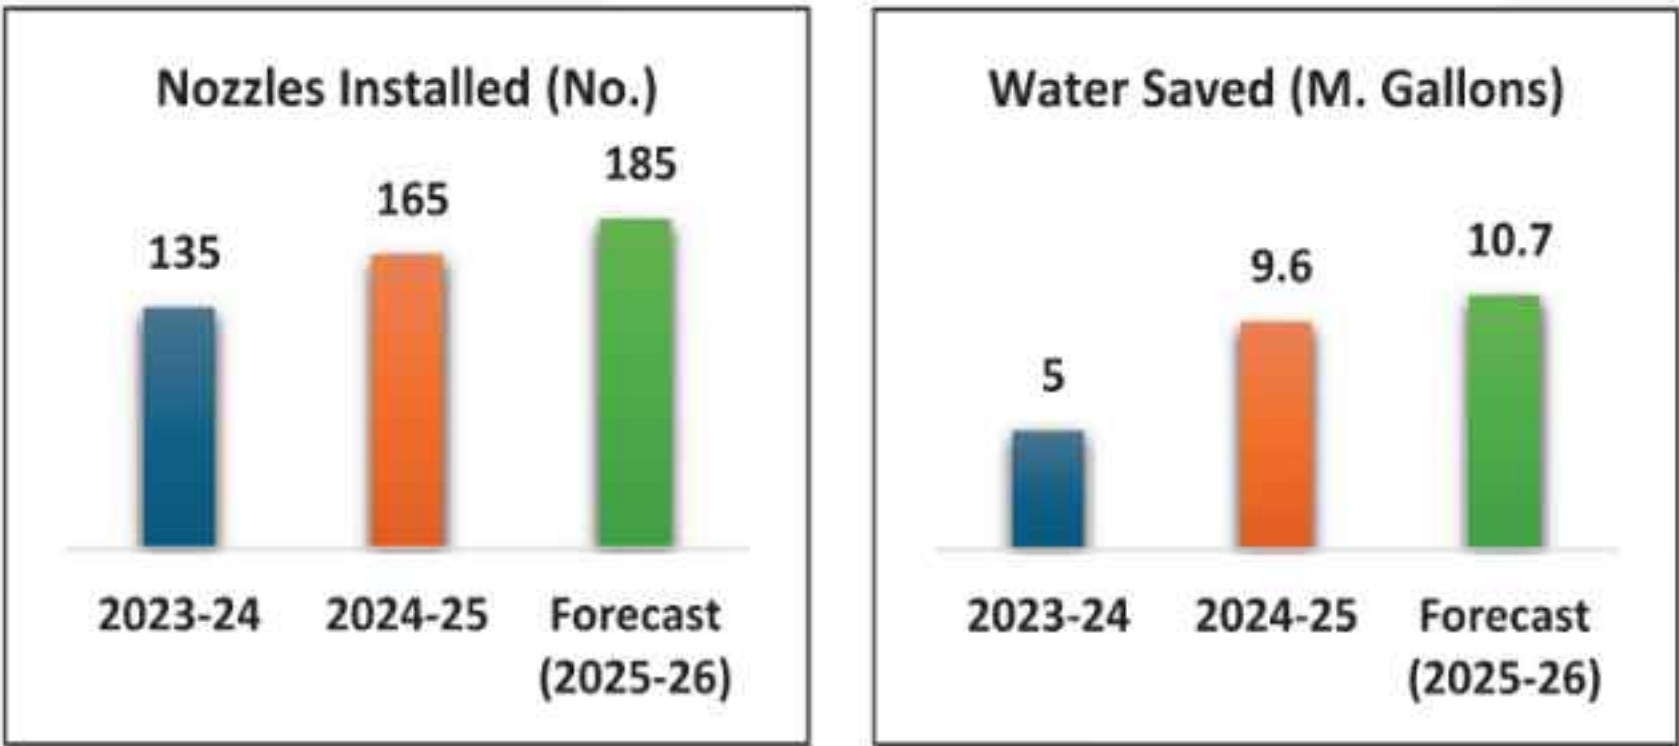 Nozzles Installed (No.)
185
165
135
2023-24 2024-25 Forecast
(2025-26)
Water Saved (M. Gallons)
10.7
9.6
5
2023-24 2024-25 Forecast
(2025-26)